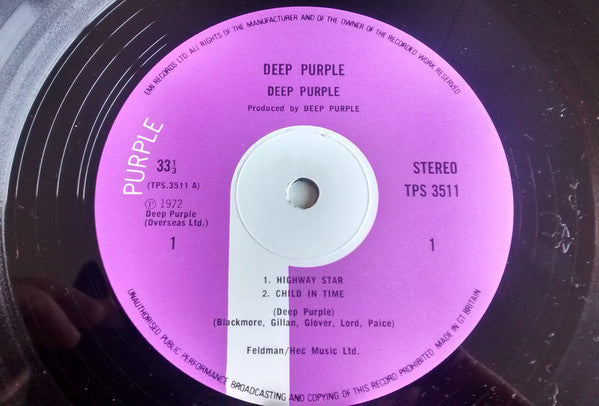 EMI RECORDS LTD. ALL RIGHTS OF THE MANUFACTURER AND OF THE OWNER OF THE RECORDED WORK RESERVED
DEEP PURPLE
DEEP PURPLE
Produced by DEEP PURPLE
PURPLE
33⅓
(TPS.3511 A)
STEREO
TPS 3511
Ⓟ 1972
Deep Purple
(Overseas Ltd.)
1
1
1. HIGHWAY STAR
2. CHILD IN TIME
(Deep Purple)
(Blackmore, Gillan, Glover, Lord, Paice)
Feldman/Hec Music Ltd.
UNAUTHORISED PUBLIC PERFORMANCE BROADCASTING AND COPYING OF THIS RECORD PROHIBITED. MADE IN GT BRITAIN